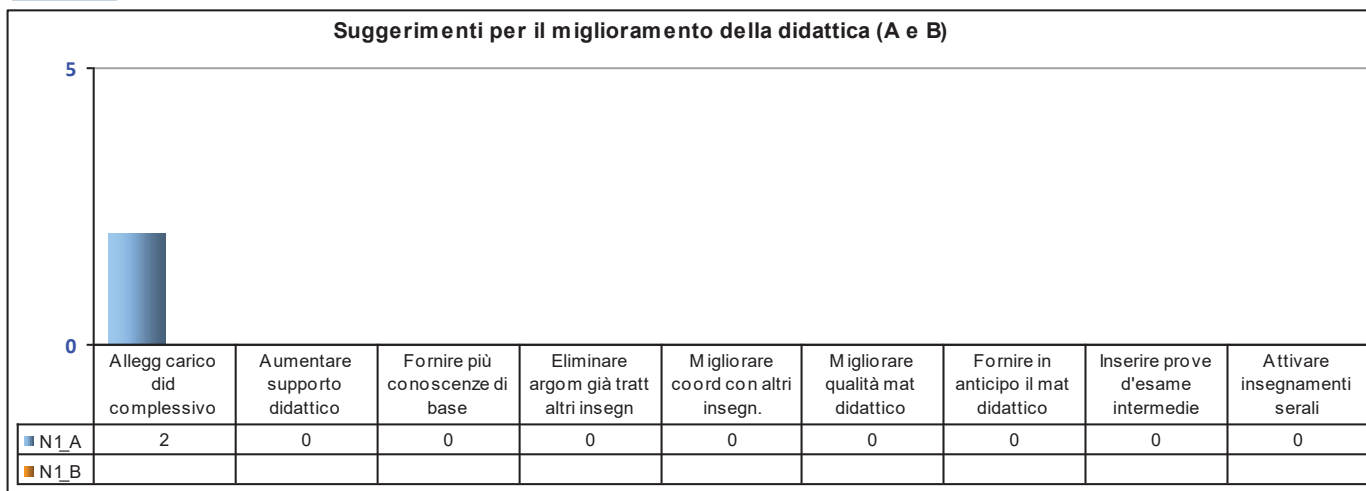 Suggerimenti per il miglioramento della didattica (A e B)
5
0
Allegg carico did complessivo
Aumentare supporto didattico
Fornire più conoscenze di base
Eliminare argom già tratt altri insegn
Migliorare coord con altri insegn.
Migliorare qualità mat didattico
Fornire in anticipo il mat didattico
Inserire prove d'esame intermedie
Attivare insegnamenti serali
N1_A 2 0 0 0 0 0 0 0 0
N1_B